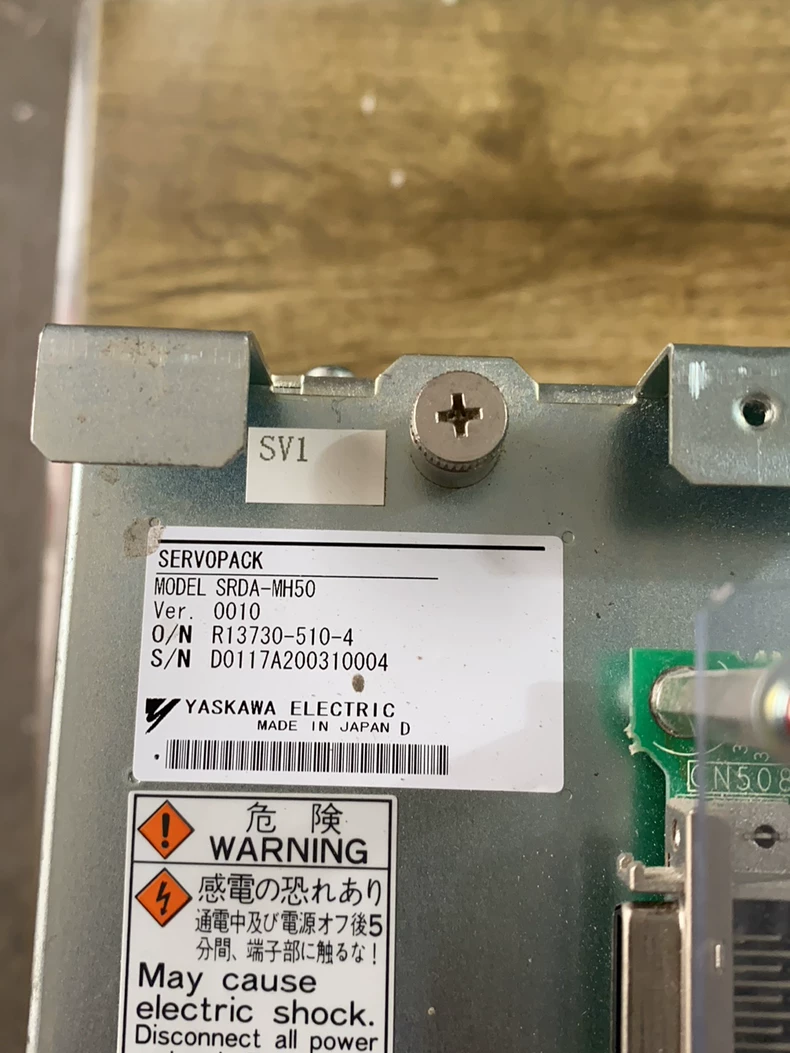 SV1
SERVOPACK
MODEL SRDA-MH50
Ver. 0010
O/N R13730-510-4
S/N D0117A200310004
YASKAWA ELECTRIC
MADE IN JAPAN D
CN508
危 険
WARNING
感電の恐れあり
通電中及び電源オフ後5
分間、端子部に触るな!
May cause
electric shock.
Disconnect all power